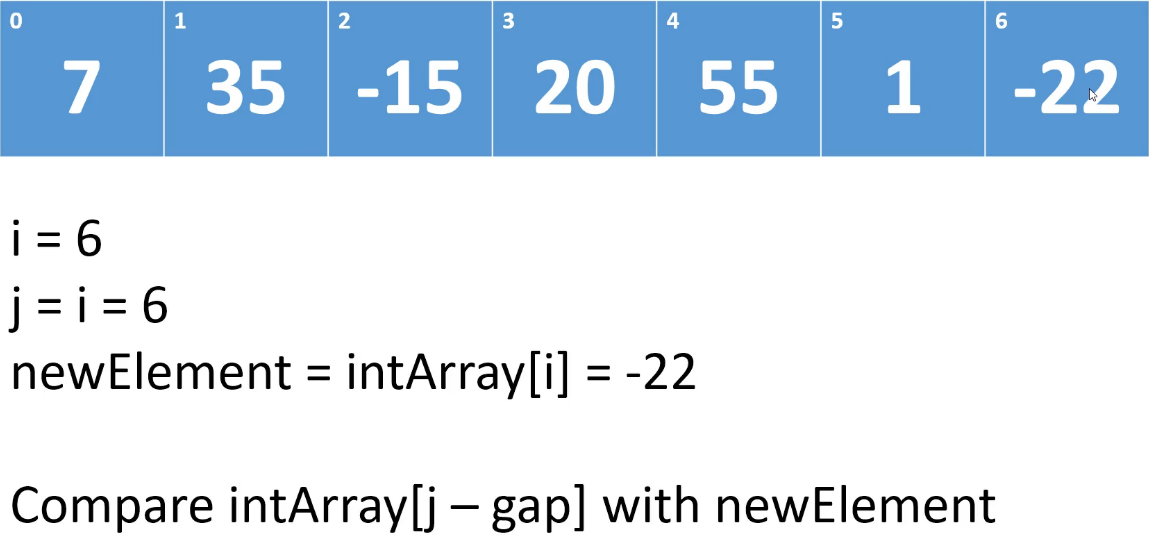 0 1 2 3 4 5 6
7 35 -15 20 55 1 -22
i = 6
j = i = 6
newElement = intArray[i] = -22
Compare intArray[j – gap] with newElement